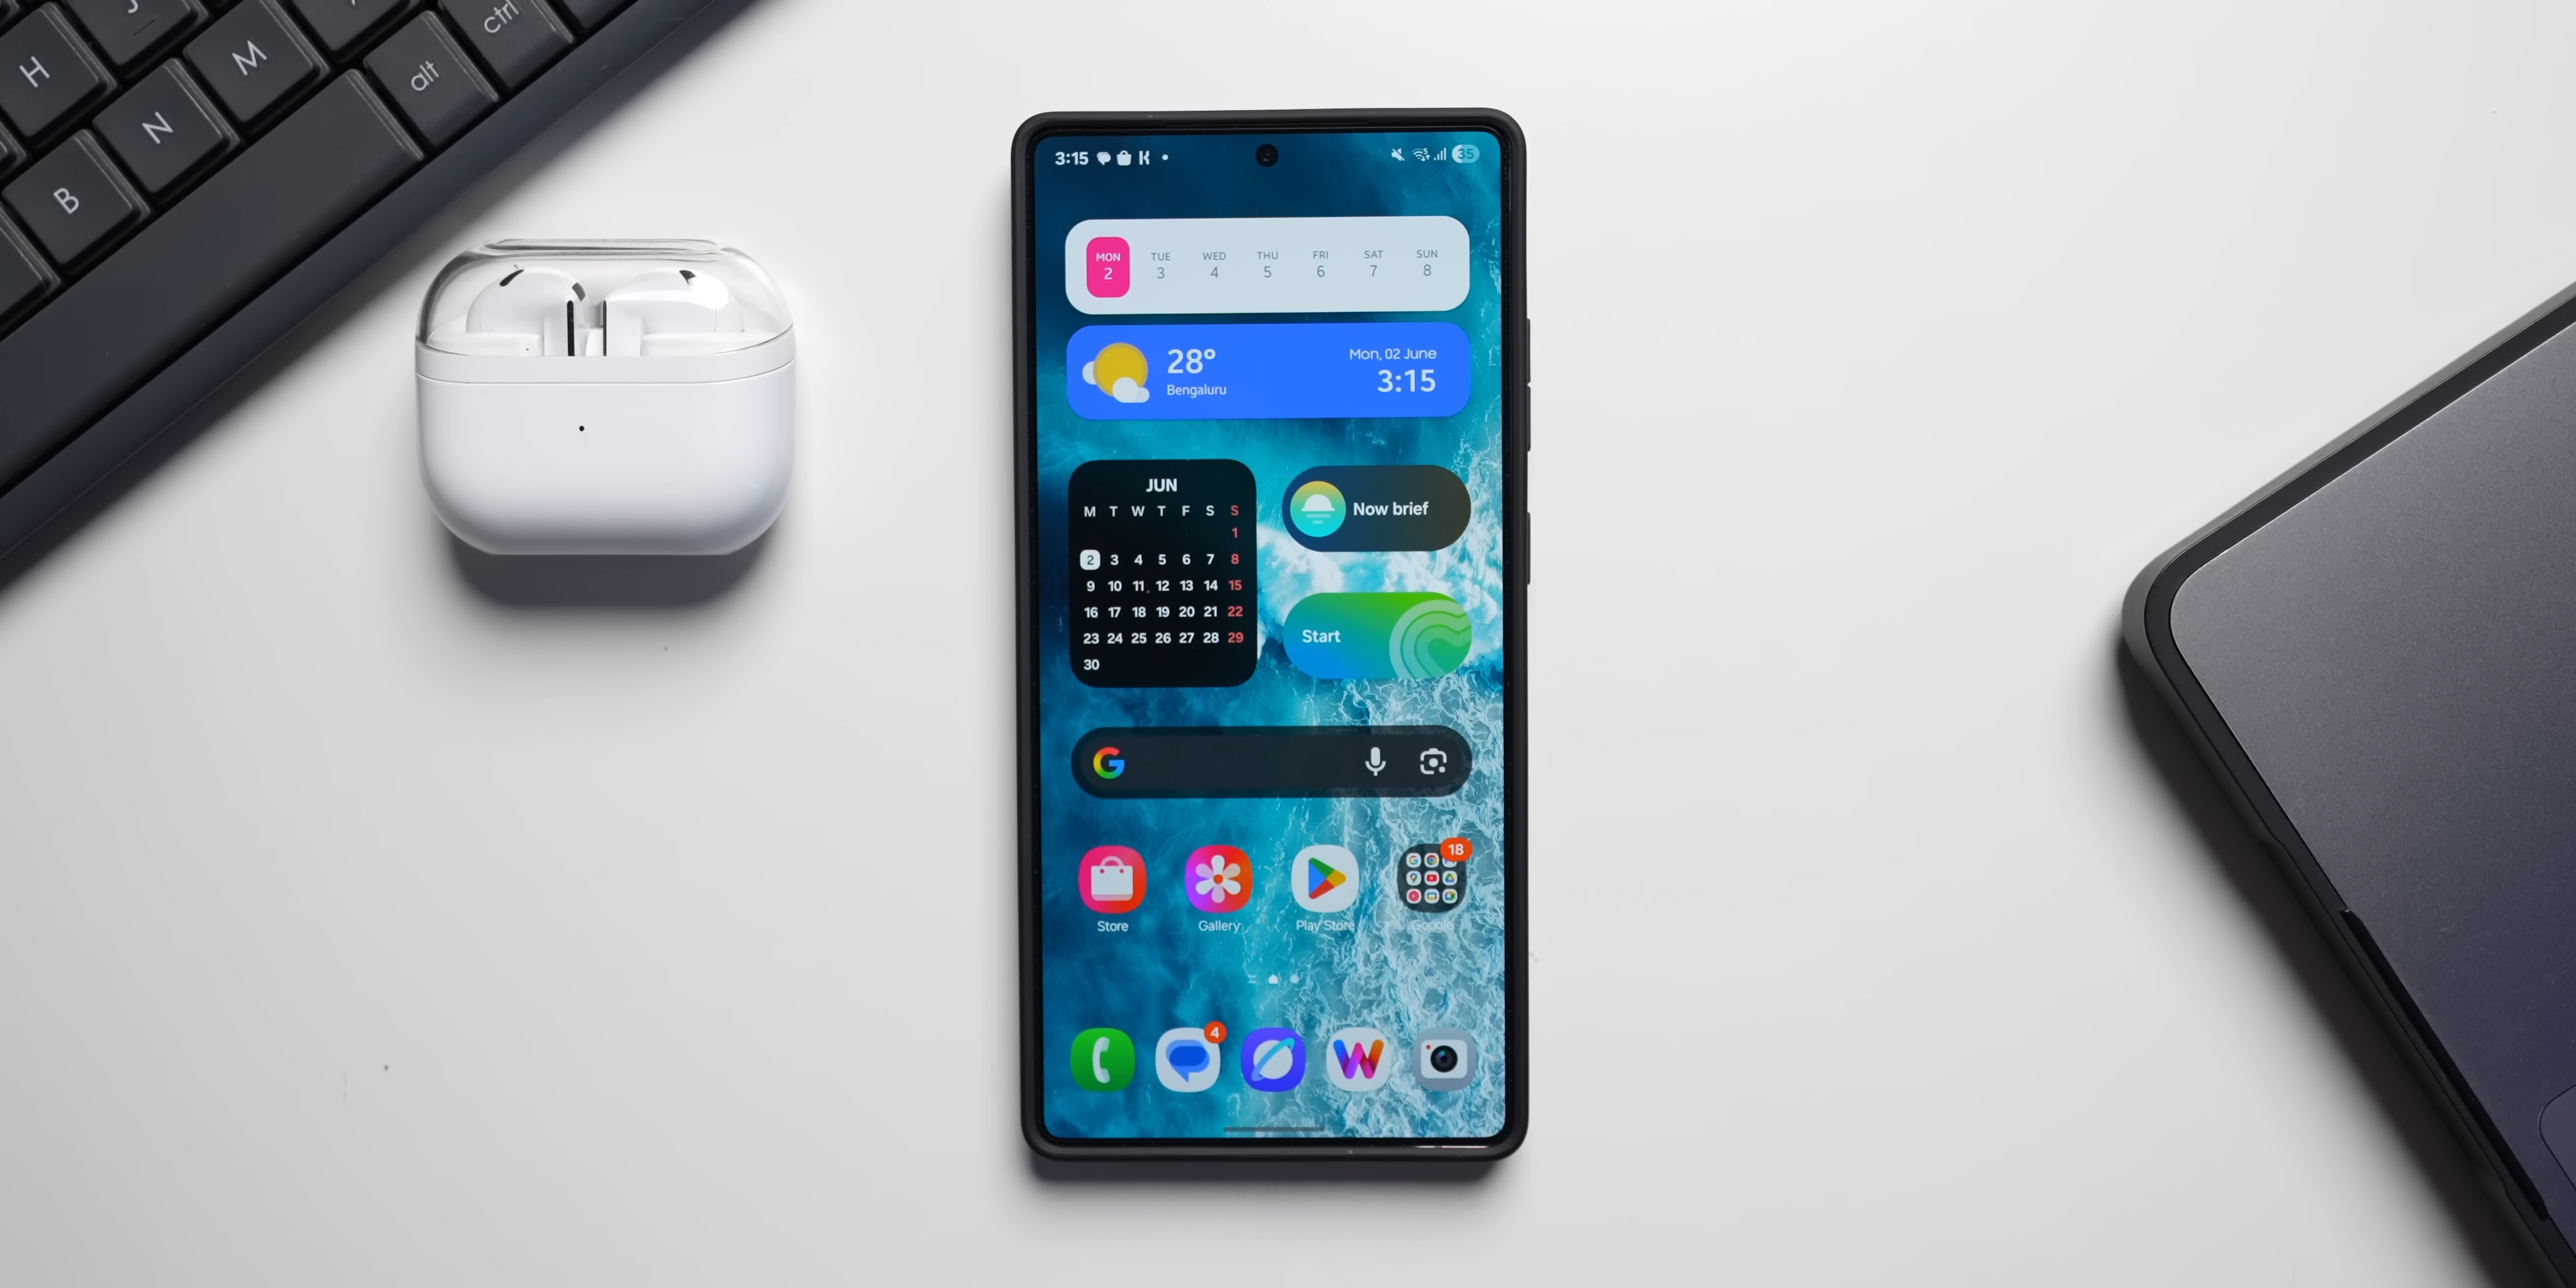 J
H
M
ctrl
N
alt
B
3:15
35
MON TUE WED THU FRI SAT SUN
2 3 4 5 6 7 8
28° Mon, 02 June
Bengaluru 3:15
JUN
M T W T F S S
1
2 3 4 5 6 7 8
9 10 11 12 13 14 15
16 17 18 19 20 21 22
23 24 25 26 27 28 29
30
Now brief
Start
G
18
Store Gallery Play Store Google
4
W